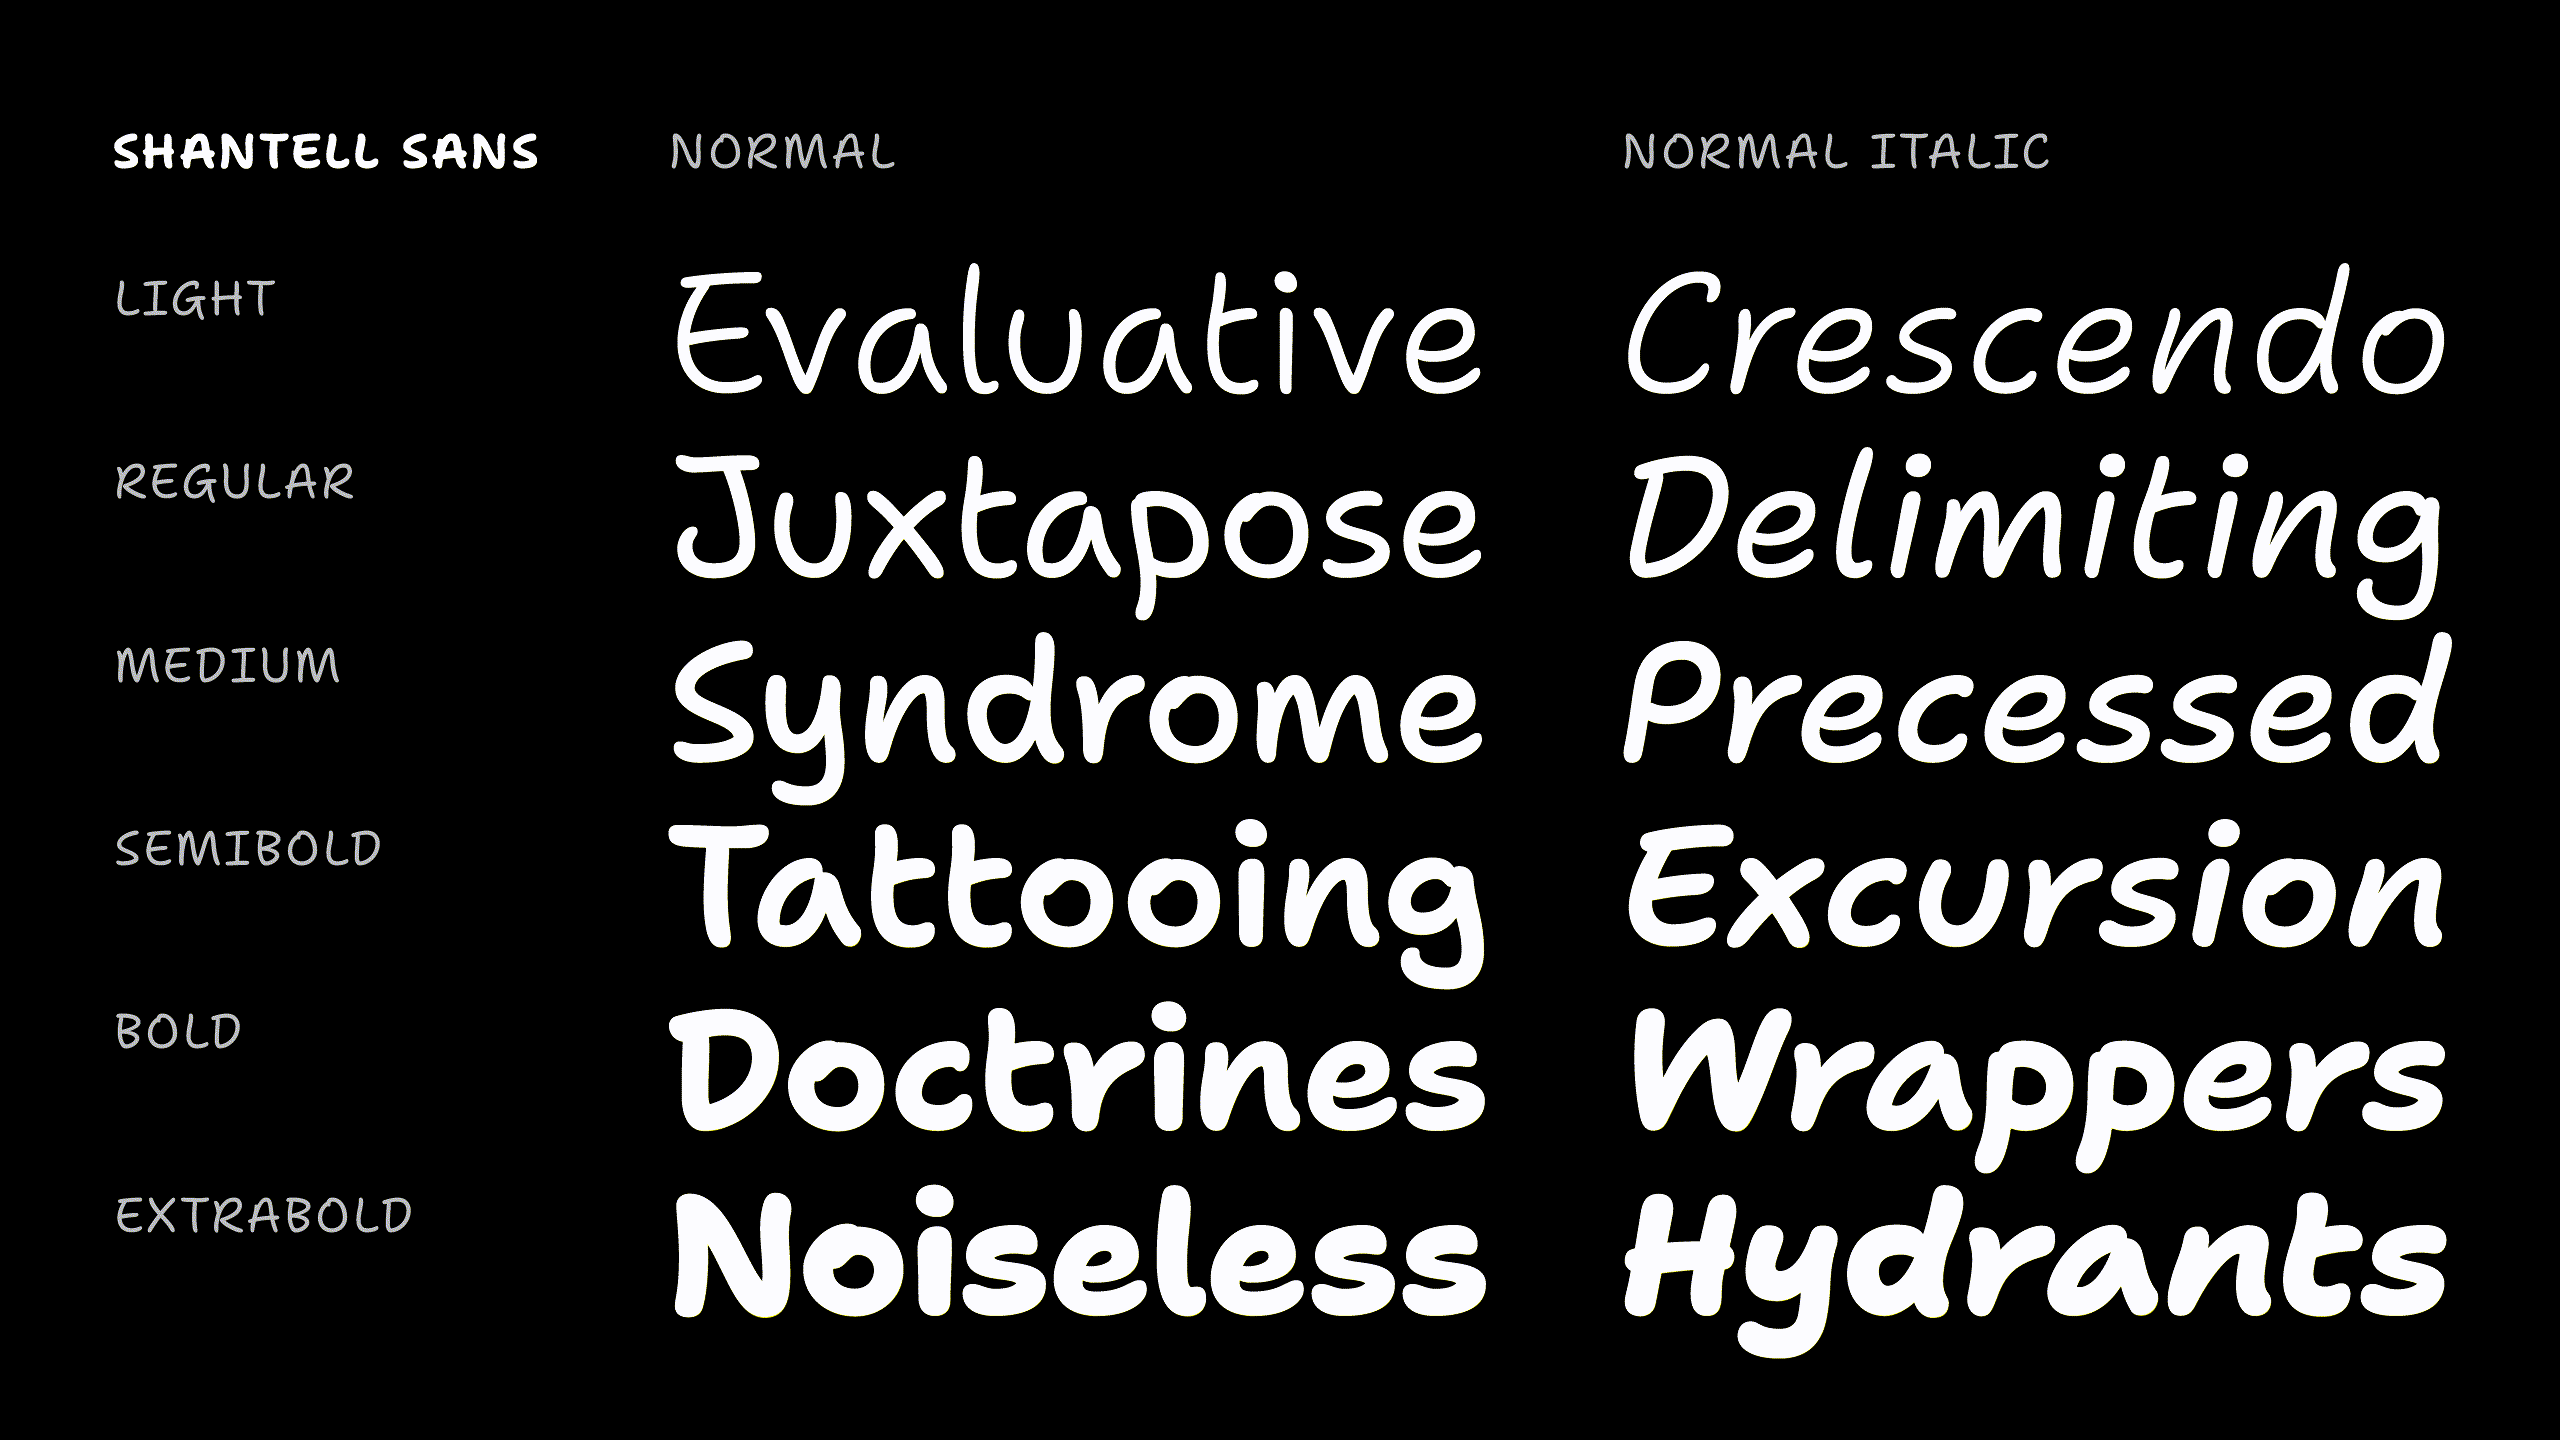 SHANTELL SANS NORMAL NORMAL ITALIC
LIGHT Evaluative Crescendo
REGULAR Juxtapose Delimiting
MEDIUM Syndrome Precessed
SEMIBOLD Tattooing Excursion
BOLD Doctrines Wrappers
EXTRABOLD Noiseless Hydrants